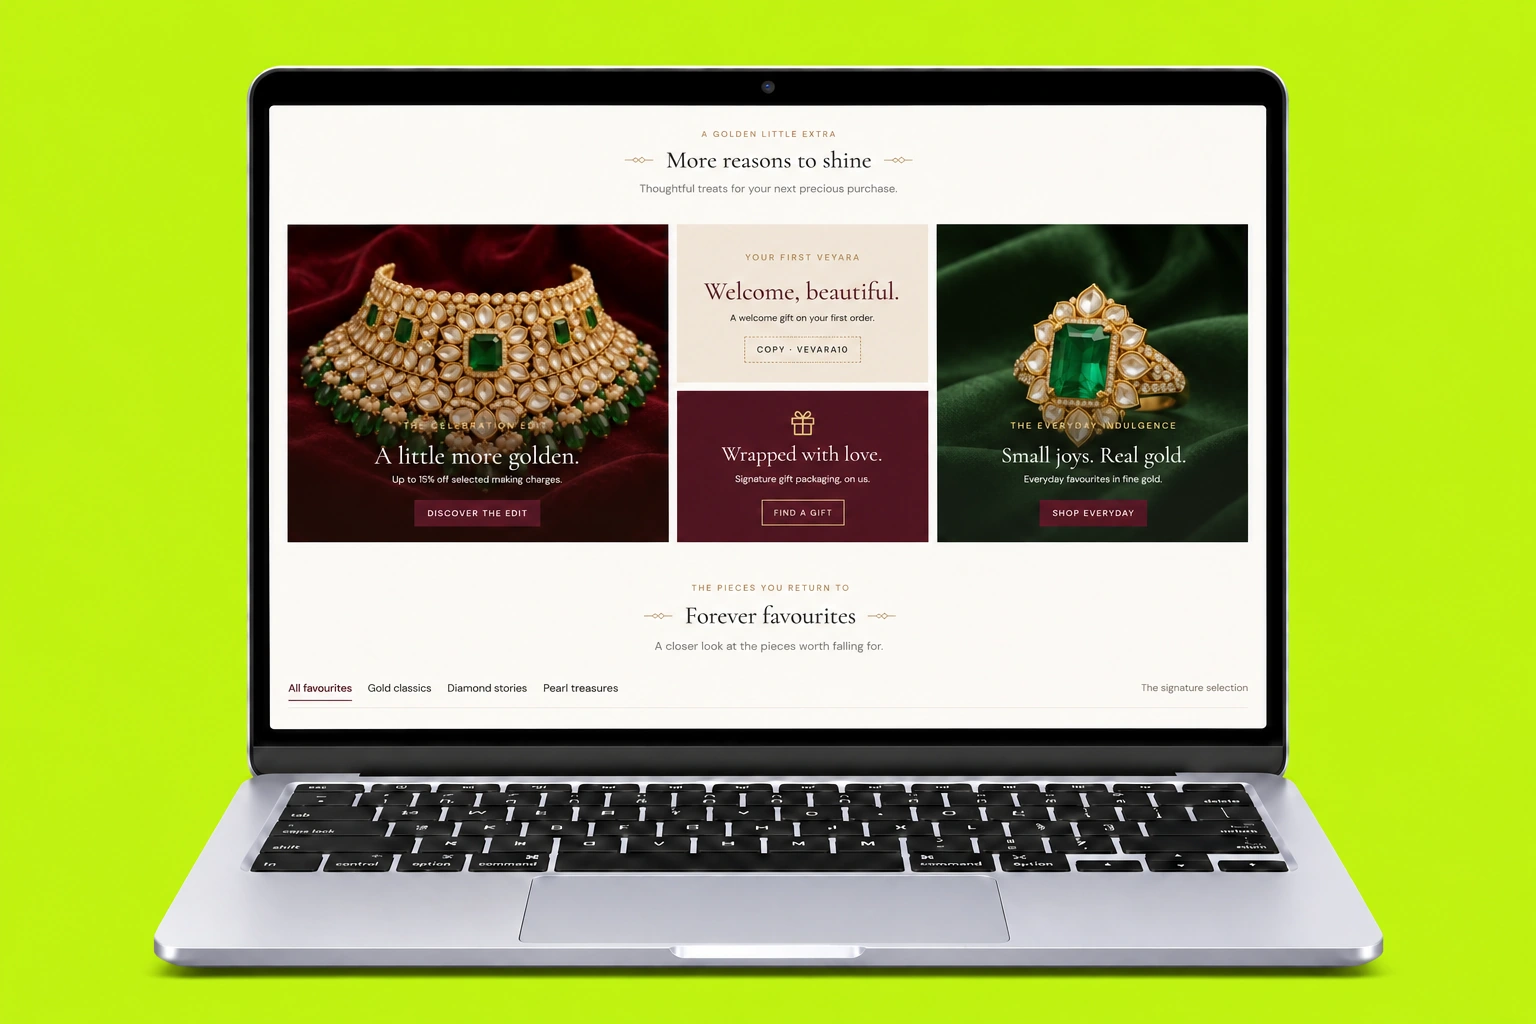 A GOLDEN LITTLE EXTRA
More reasons to shine
Thoughtful treats for your next precious purchase.
THE CELEBRATION EDIT
A little more golden.
Up to 15% off selected making charges.
DISCOVER THE EDIT
YOUR FIRST VEYARA
Welcome, beautiful.
A welcome gift on your first order.
COPY · VEVARA10
Wrapped with love.
Signature gift packaging, on us.
FIND A GIFT
THE EVERYDAY INDULGENCE
Small joys. Real gold.
Everyday favourites in fine gold.
SHOP EVERYDAY
THE PIECES YOU RETURN TO
Forever favourites
A closer look at the pieces worth falling for.
All favourites Gold classics Diamond stories Pearl treasures The signature selection
esc
delete
tab
caps lock
shift
fn control option command command option